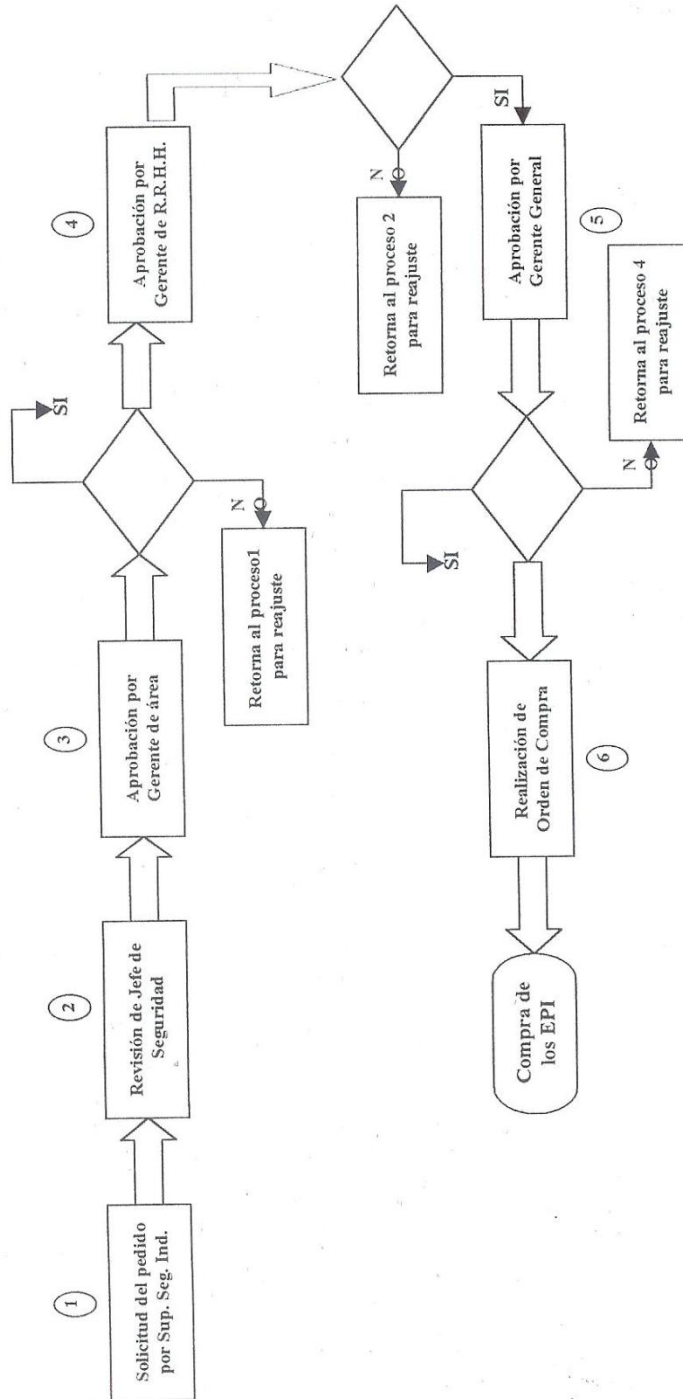 1
Solicitud del pedido
por Sup. Seg. Ind.
2
Revisión de Jefe de
Seguridad
3
Aprobación por
Gerente de área
SI
N
O
Retorna al proceso1
para reajuste
4
Aprobación por
Gerente de R.R.H.H.
N
O
Retorna al proceso 2
para reajuste
SI
Aprobación por
Gerente General
5
SI
N
O
Retorna al proceso 4
para reajuste
Realización de
Orden de Compra
6
Compra de
los EPI